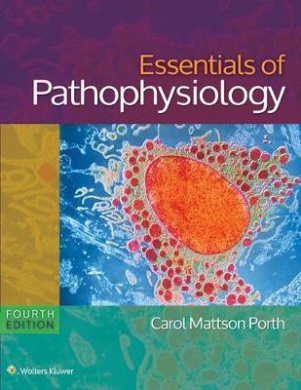 Essentials of
Pathophysiology
FOURTH
EDITION
Carol Mattson Porth
Wolters Kluwer